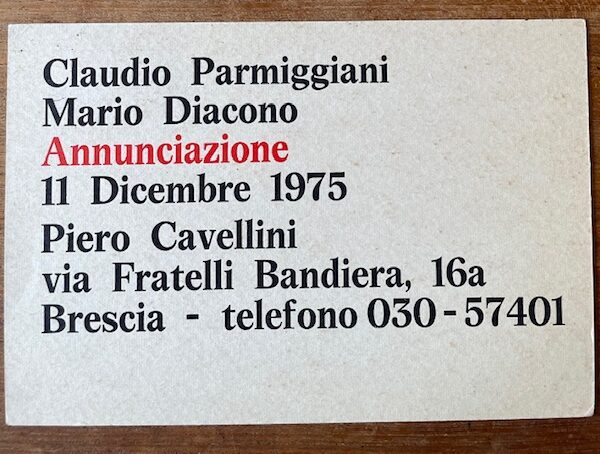 Claudio Parmiggiani
Mario Diacono
Annunciazione
11 Dicembre 1975
Piero Cavellini
via Fratelli Bandiera, 16a
Brescia - telefono 030-57401